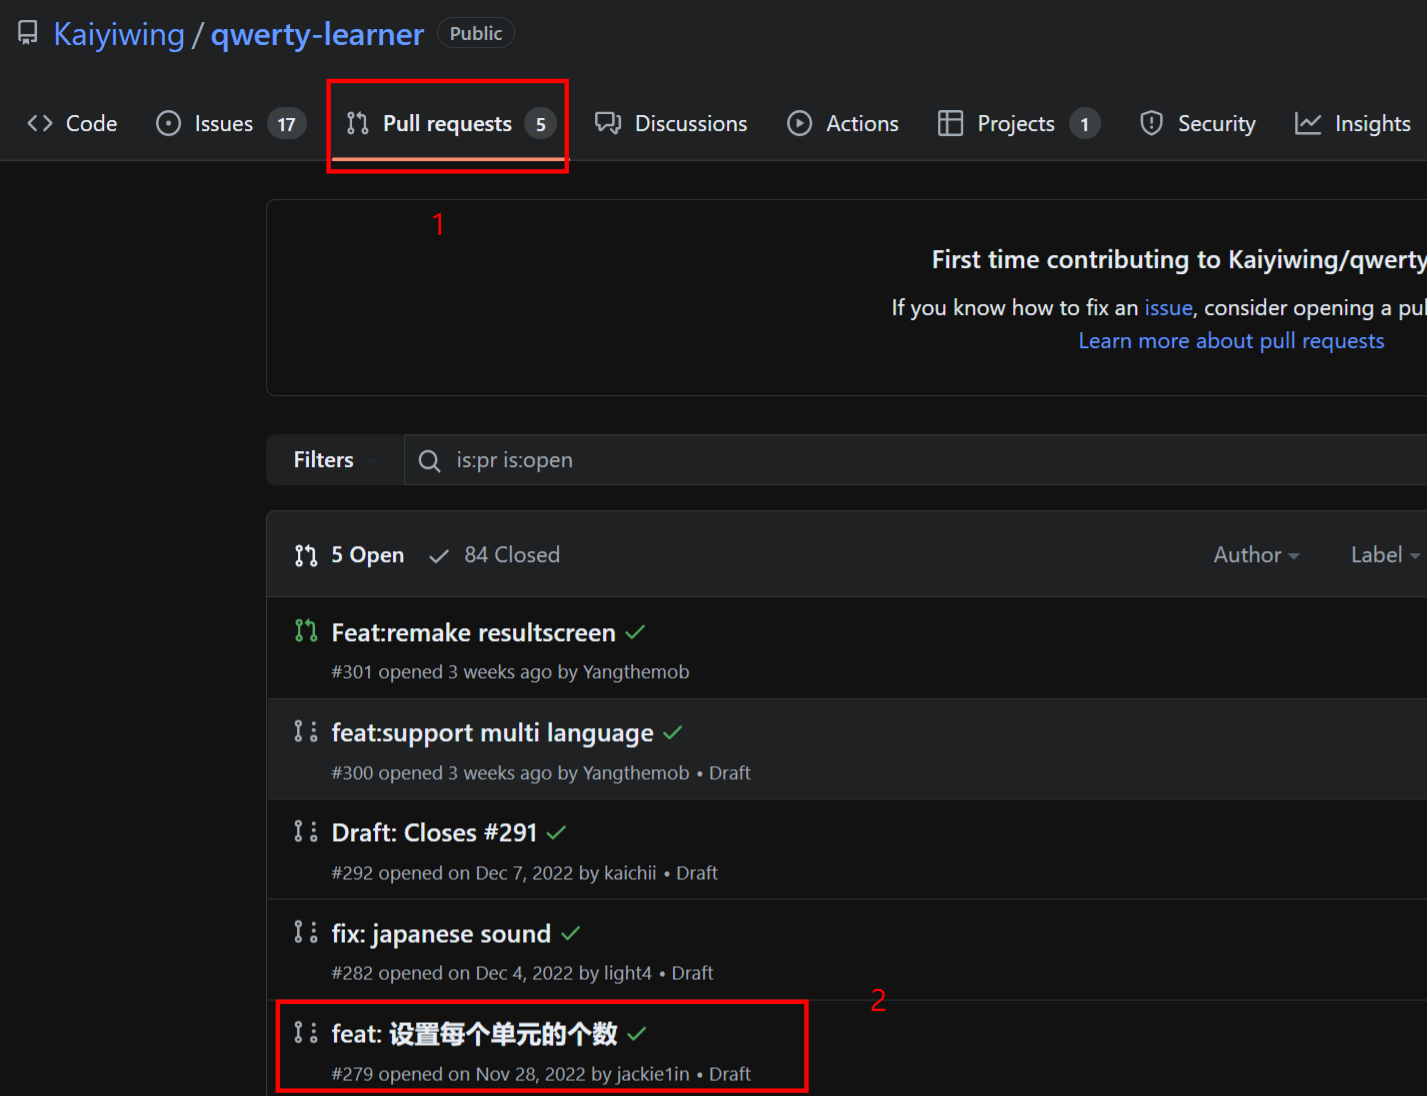 Kaiyiwing / qwerty-learner Public
Code Issues 17 Pull requests 5 Discussions Actions Projects 1 Security Insights
1
First time contributing to Kaiyiwing/qwerty
If you know how to fix an issue, consider opening a pul
Learn more about pull requests
Filters is:pr is:open
5 Open 84 Closed Author Label
Feat:remake resultscreen
#301 opened 3 weeks ago by Yangthemob
feat:support multi language
#300 opened 3 weeks ago by Yangthemob • Draft
Draft: Closes #291
#292 opened on Dec 7, 2022 by kaichii • Draft
fix: japanese sound
#282 opened on Dec 4, 2022 by light4 • Draft
2
feat: 设置每个单元的个数
#279 opened on Nov 28, 2022 by jackie1in • Draft